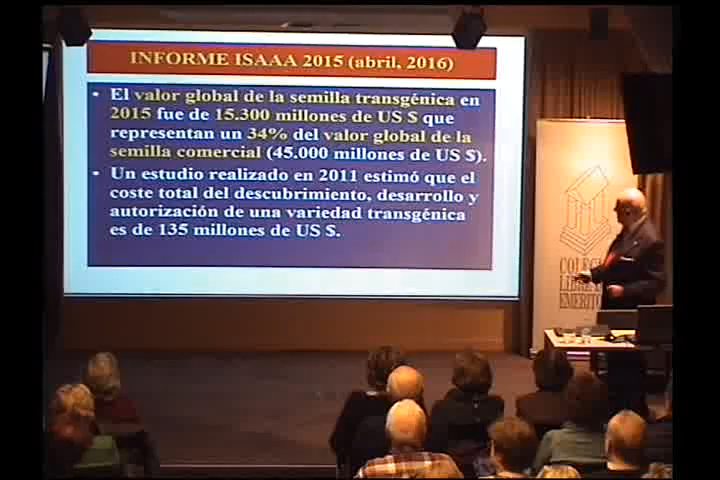 INFORME ISAAA 2015 (abril, 2016)
• El valor global de la semilla transgénica en
2015 fue de 15.300 millones de US $ que
representan un 34% del valor global de la
semilla comercial (45.000 millones de US $).
• Un estudio realizado en 2011 estimó que el
coste total del descubrimiento, desarrollo y
autorización de una variedad transgénica
es de 135 millones de US $.